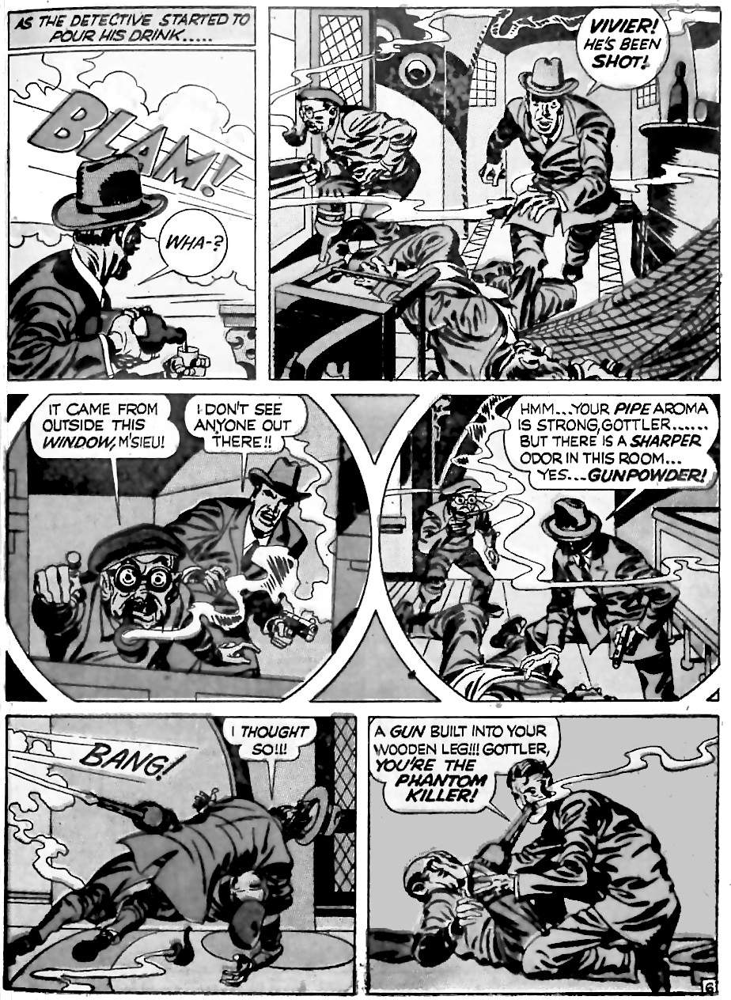 AS THE DETECTIVE STARTED TO
POUR HIS DRINK.....
BLAM!
WHA-?
VIVIER!
HE'S BEEN
SHOT!
IT CAME FROM
OUTSIDE THIS
WINDOW, M'SIEU!
I DON'T SEE
ANYONE OUT
THERE!!
HMM...YOUR PIPE AROMA
IS STRONG, GOTTLER......
BUT THERE IS A SHARPER
ODOR IN THIS ROOM...
YES...GUNPOWDER!
BANG!
I THOUGHT
SO!!!
A GUN BUILT INTO YOUR
WOODEN LEG!!! GOTTLER,
YOU'RE THE
PHANTOM
KILLER!
6